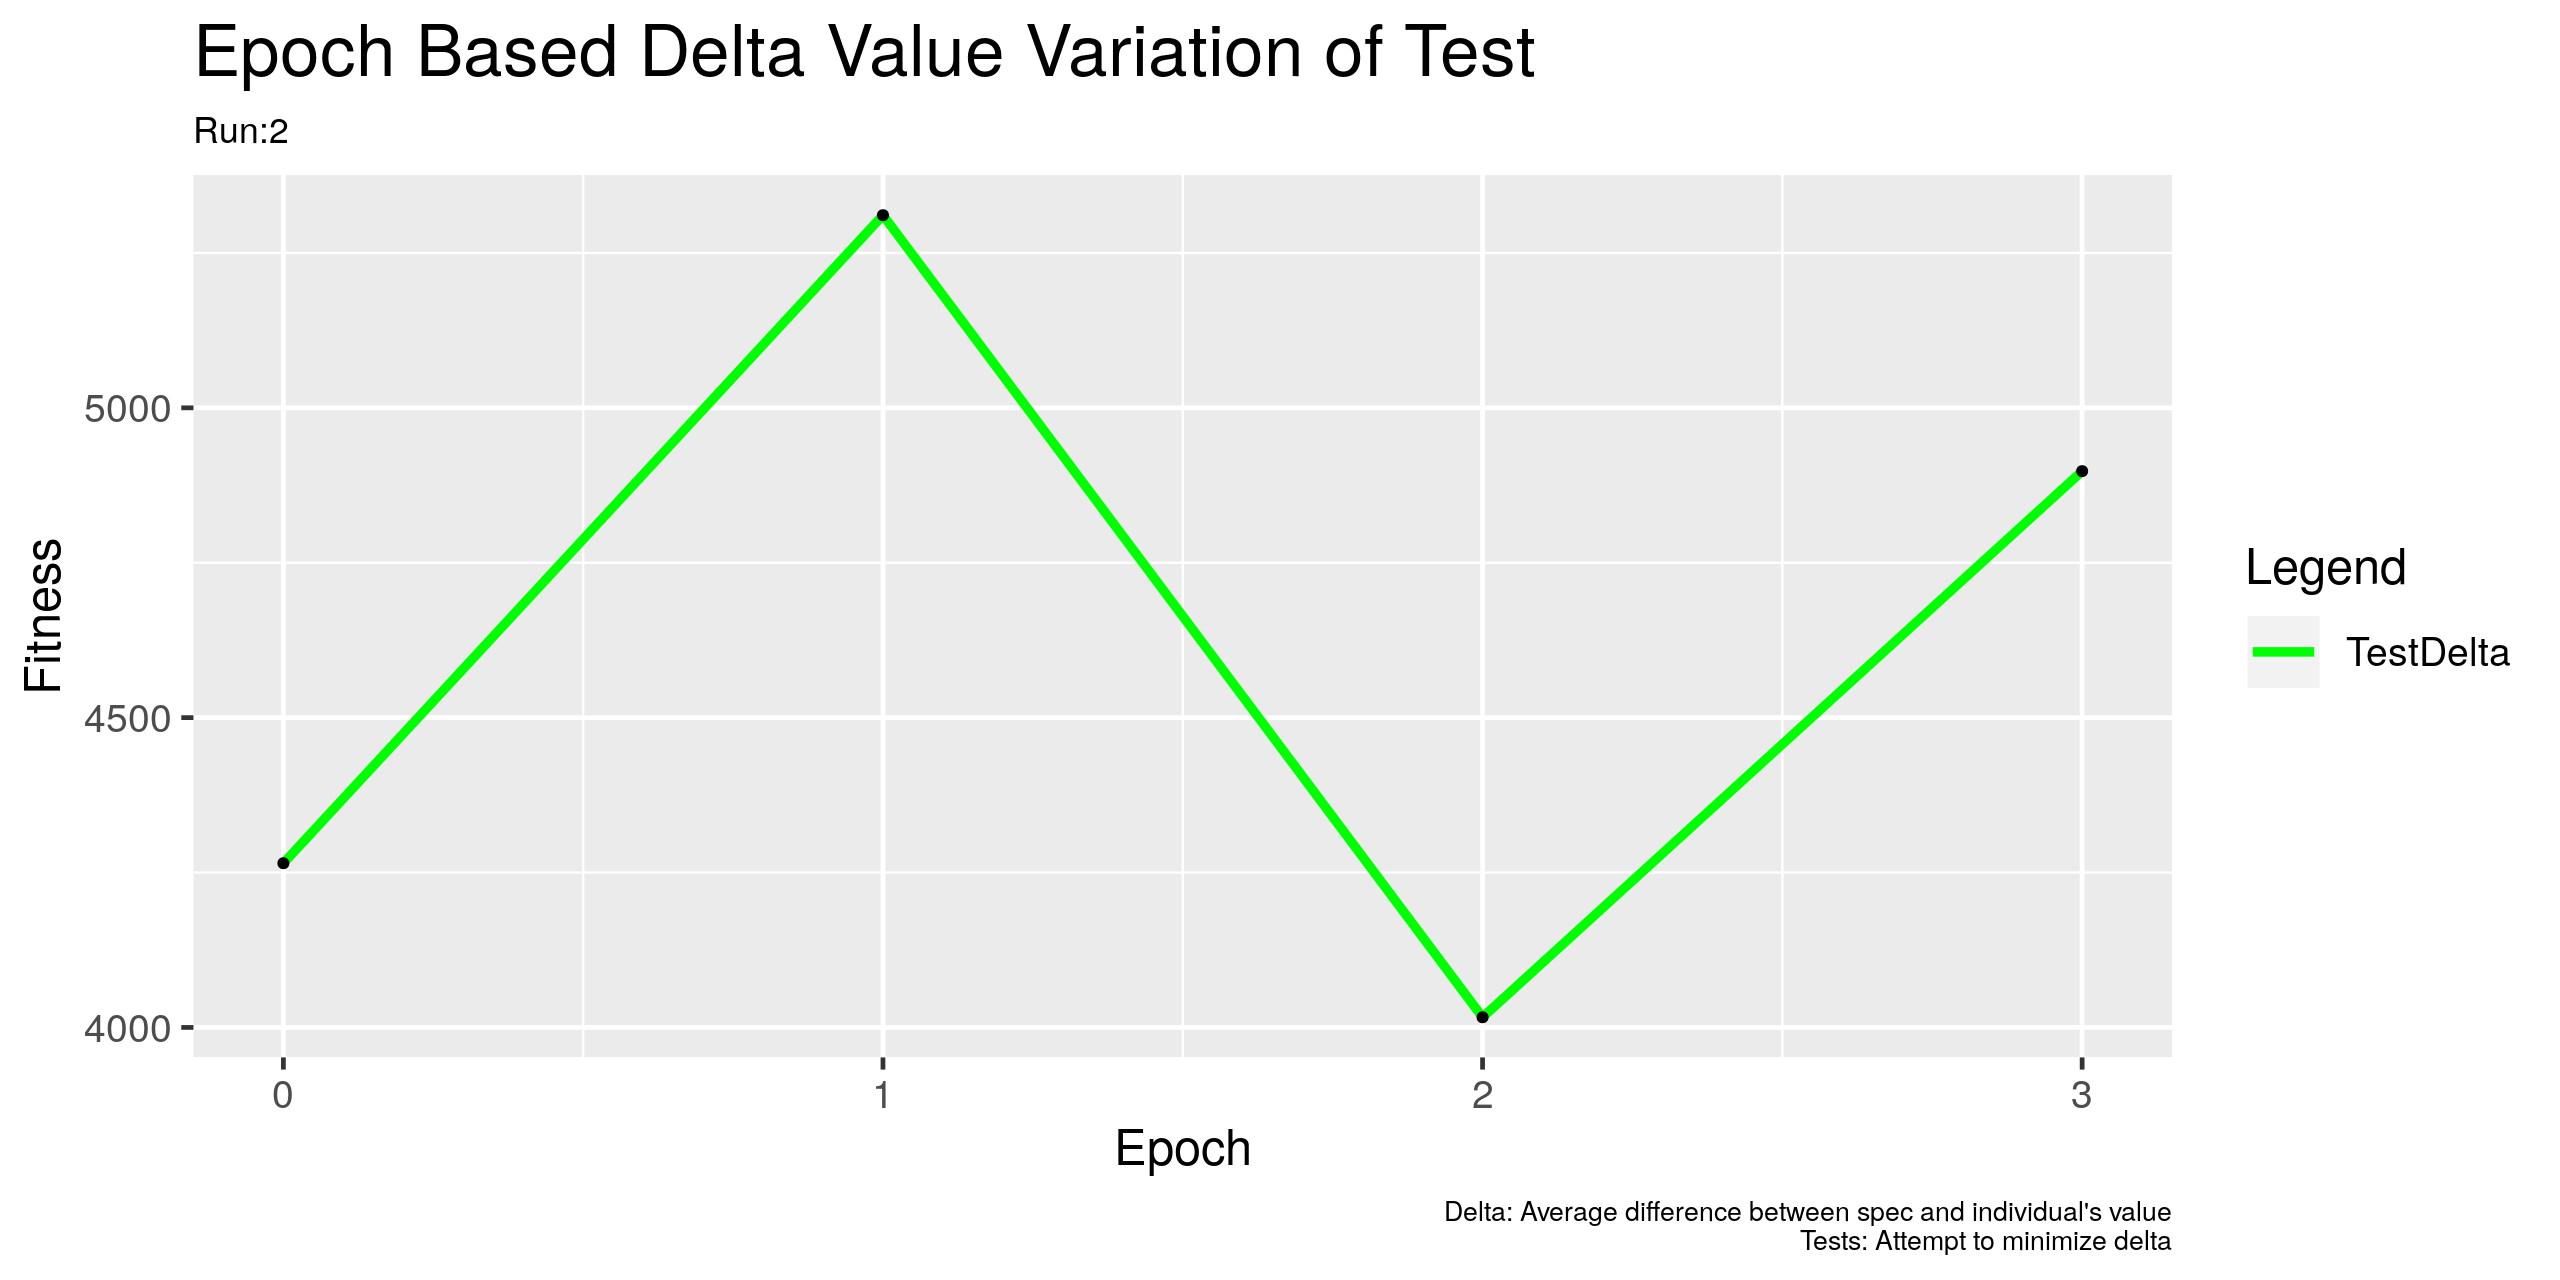 Epoch Based Delta Value Variation of Test
Run:2
Fitness
5000
4500
4000
0 1 2 3
Epoch
Legend
TestDelta
Delta: Average difference between spec and individual's value
Tests: Attempt to minimize delta